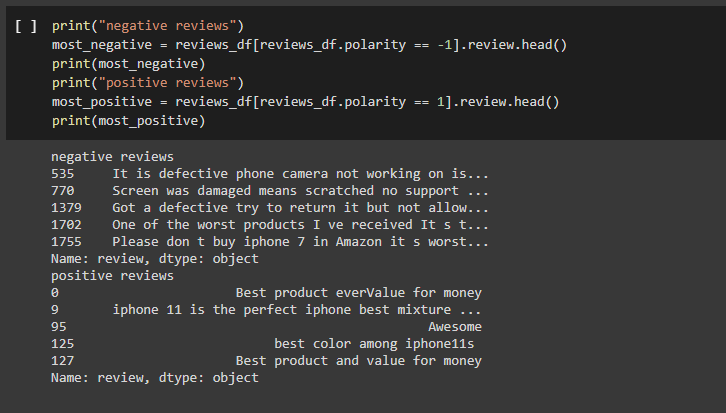 [ ] print("negative reviews")
most_negative = reviews_df[reviews_df.polarity == -1].review.head()
print(most_negative)
print("positive reviews")
most_positive = reviews_df[reviews_df.polarity == 1].review.head()
print(most_positive)
negative reviews
535 It is defective phone camera not working on is...
770 Screen was damaged means scratched no support ...
1379 Got a defective try to return it but not allow...
1702 One of the worst products I ve received It s t...
1755 Please don t buy iphone 7 in Amazon it s worst...
Name: review, dtype: object
positive reviews
0 Best product everValue for money
9 iphone 11 is the perfect iphone best mixture ...
95 Awesome
125 best color among iphone11s
127 Best product and value for money
Name: review, dtype: object